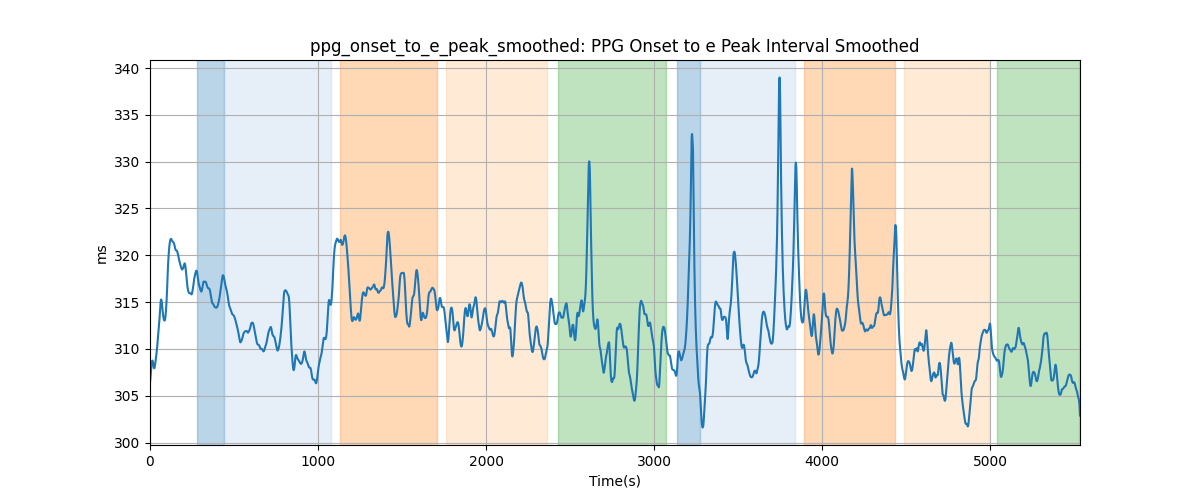 ppg_onset_to_e_peak_smoothed: PPG Onset to e Peak Interval Smoothed
340
335
330
325
320
315
310
305
300
ms
0 1000 2000 3000 4000 5000
Time(s)